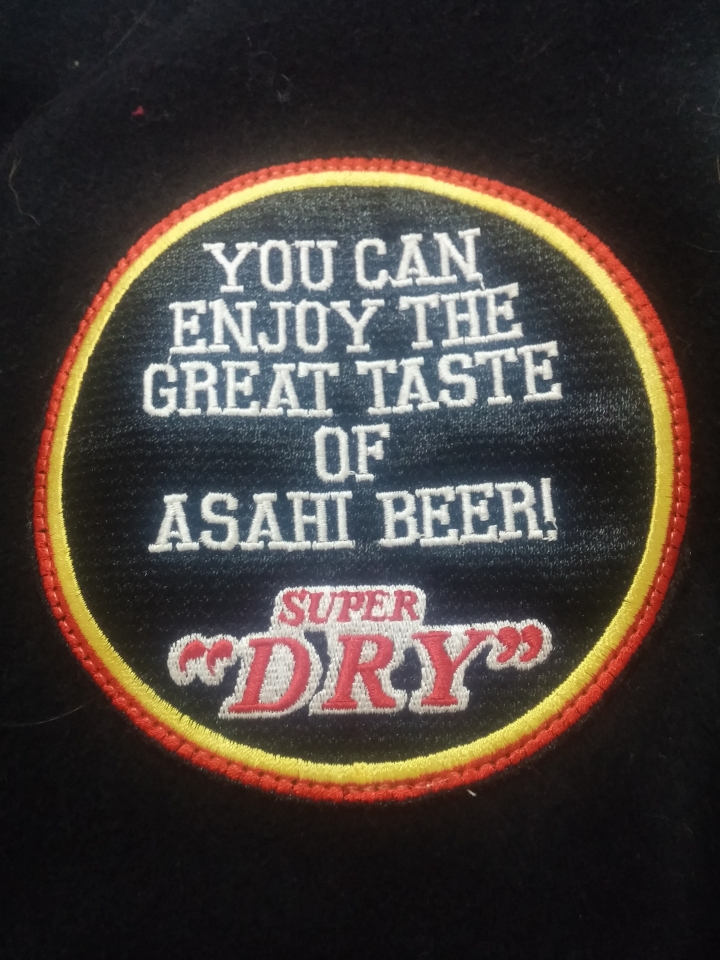 YOU CAN
ENJOY THE
GREAT TASTE
OF
ASAHI BEER!
SUPER
“DRY”